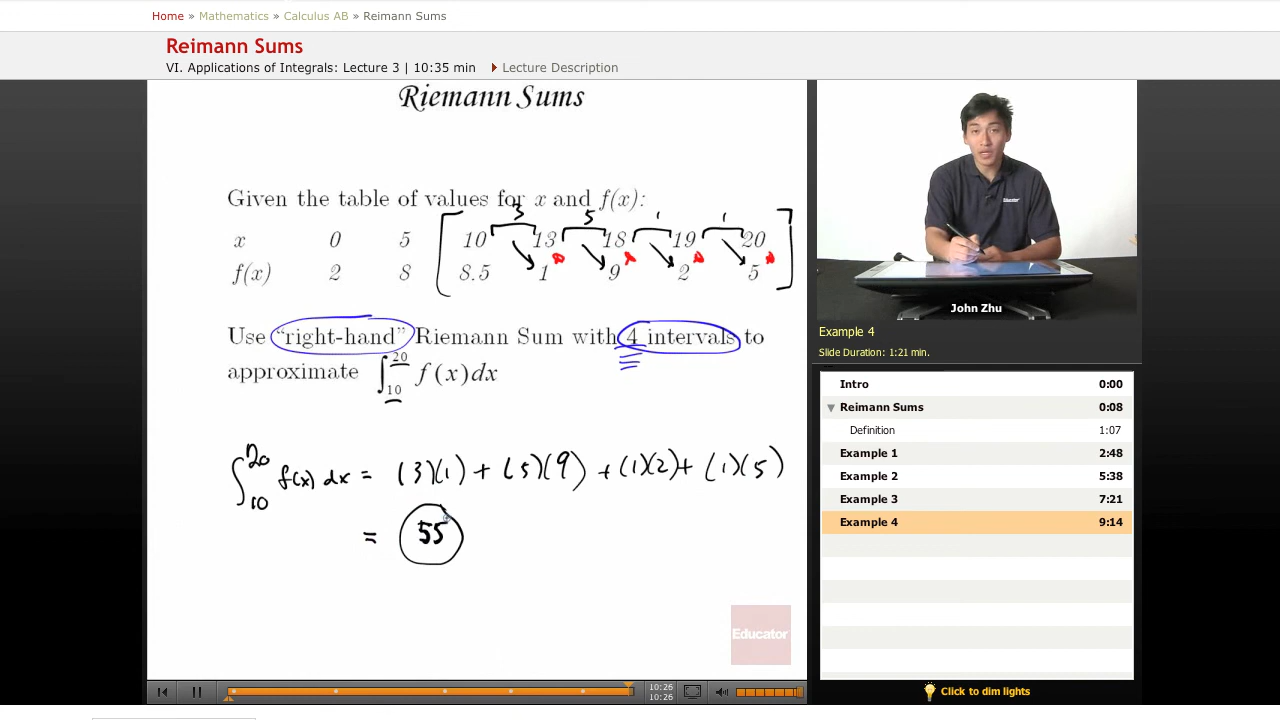 Home » Mathematics » Calculus AB » Reimann Sums
Reimann Sums
VI. Applications of Integrals: Lecture 3 | 10:35 min Lecture Description
Riemann Sums
Given the table of values for x and f(x):
3 5 1 1
x 0 5 10 13 18 19 20
f(x) 2 8 8.5 1 9 2 5
Use "right-hand" Riemann Sum with 4 intervals to
approximate ∫₁₀²⁰ f(x)dx
∫₁₀²⁰ f(x) dx = (3)(1) + (5)(9) + (1)(2) + (1)(5)
= 55
Educator
10:26
10:26
Educator
John Zhu
Example 4
Slide Duration: 1:21 min.
Intro 0:00
▼ Reimann Sums 0:08
Definition 1:07
Example 1 2:48
Example 2 5:38
Example 3 7:21
Example 4 9:14
Click to dim lights